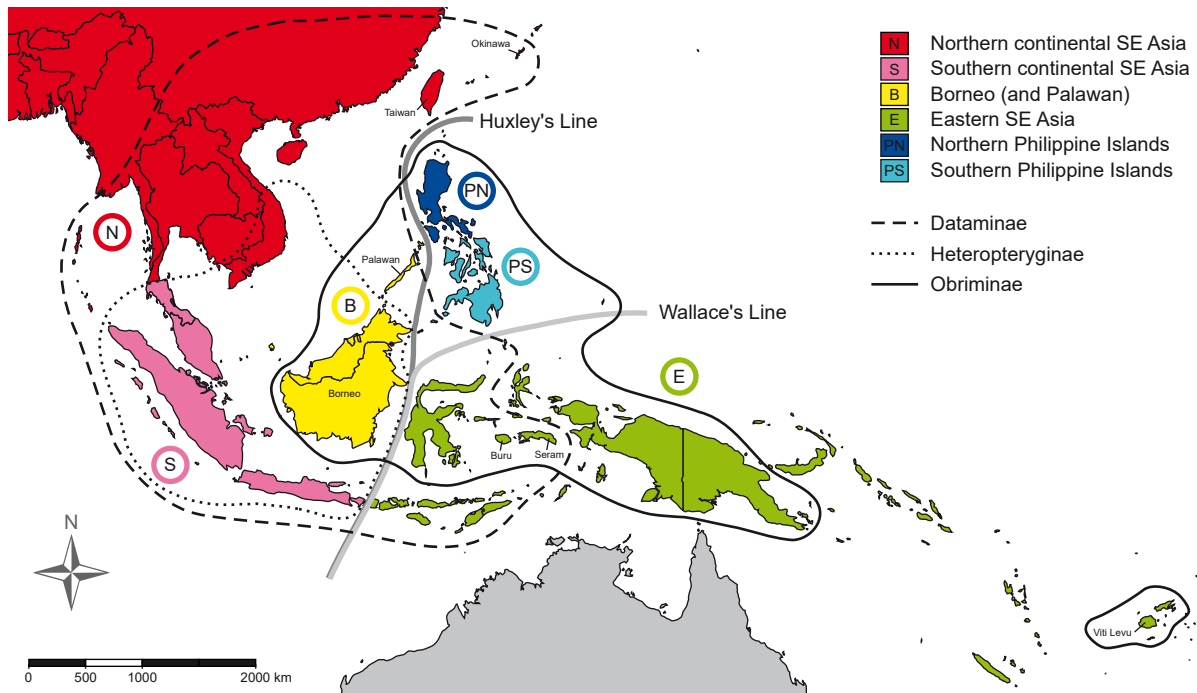 Okinawa
Taiwan
Huxley's Line
N Northern continental SE Asia
S Southern continental SE Asia
B Borneo (and Palawan)
E Eastern SE Asia
PN Northern Philippine Islands
PS Southern Philippine Islands
Dataminae
Heteropteryginae
Obriminae
N
PN
Palawan
PS
B
Wallace's Line
E
Borneo
Buru
Seram
S
N
Viti Levu
0 500 1000 2000 km